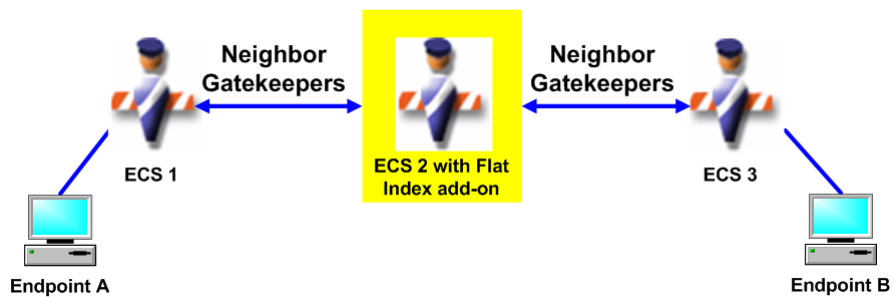 Neighbor
Gatekeepers
Neighbor
Gatekeepers
ECS 1
ECS 2 with Flat
Index add-on
ECS 3
Endpoint A
Endpoint B